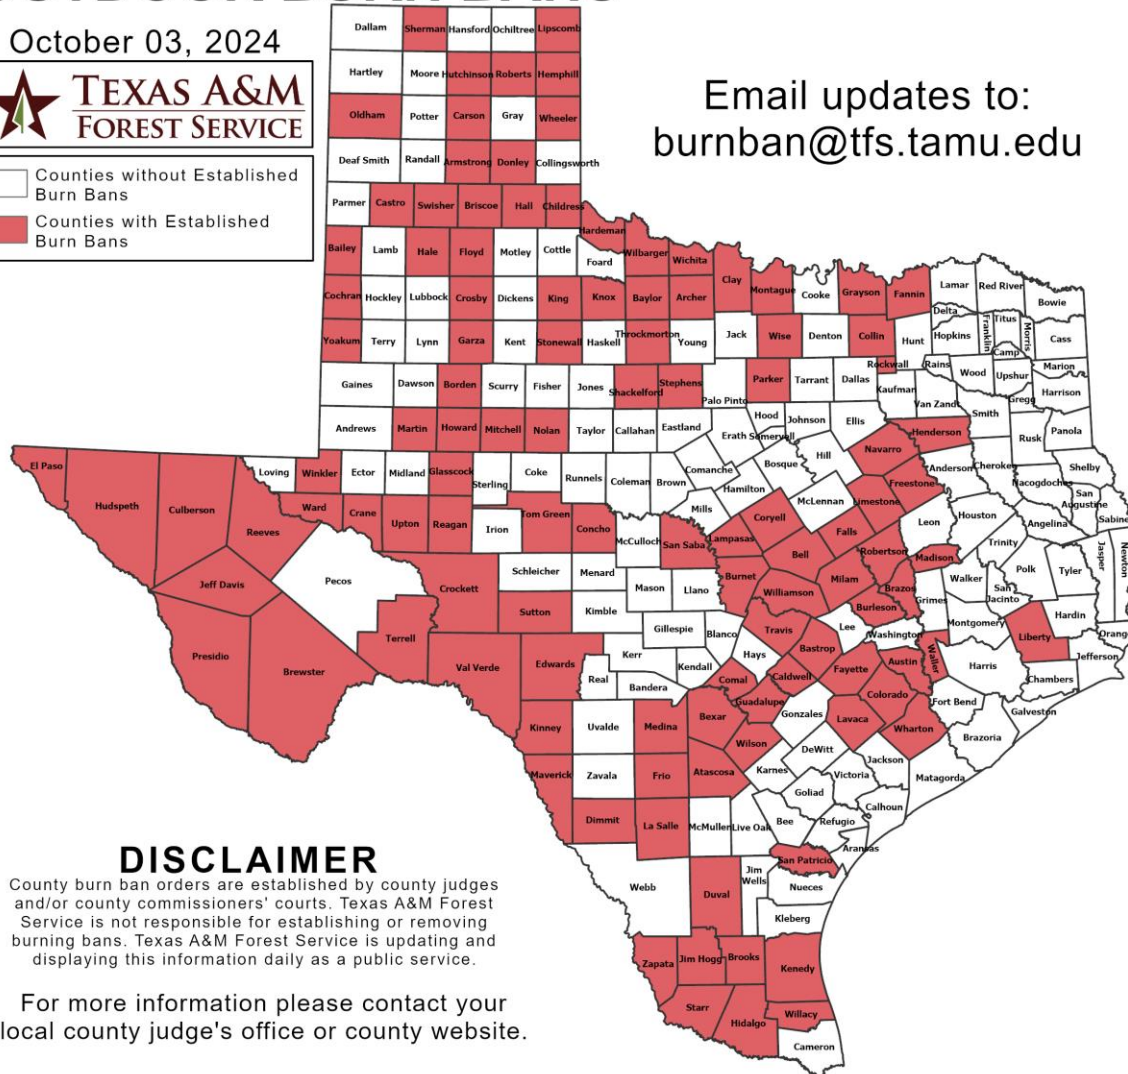 October 03, 2024
TEXAS A&M
FOREST SERVICE
Counties without Established
Burn Bans
Counties with Established
Burn Bans
Email updates to:
burnban@tfs.tamu.edu
Dallam Sherman Hansford Ochiltree Lipscomb
Hartley Moore Hutchinson Roberts Hemphill
Oldham Potter Carson Gray Wheeler
Deaf Smith Randall Armstrong Donley Collingsworth
Parmer Castro Swisher Briscoe Hall Childress
Hardeman
Bailey Lamb Hale Floyd Motley Cottle Foard Wilbarger Wichita
Clay Montague Cooke Grayson Fannin Lamar Red River Bowie
Cochran Hockley Lubbock Crosby Dickens King Knox Baylor Archer
Delta Titus Franklin Morris Hopkins Cass
Yoakum Terry Lynn Garza Kent Stonewall Haskell Throckmorton Young Jack Wise Denton Collin Hunt
Rockwall Rains Camp Wood Upshur Marion
Gaines Dawson Borden Scurry Fisher Jones Shackelford Stephens Palo Pinto Parker Tarrant Dallas Kaufman Van Zandt Gregg Harrison
Andrews Martin Howard Mitchell Nolan Taylor Callahan Eastland Erath Hood Somervell Johnson Ellis Henderson Smith Rusk Panola
El Paso Hudspeth Culberson Reeves Loving Winkler Ector Midland Glasscock Sterling Coke Runnels Coleman Brown Comanche Hamilton Bosque Hill Navarro Freestone Anderson Cherokee Nacogdoches Shelby
Ward Crane Upton Reagan Irion Tom Green Concho McCulloch San Saba Mills Lampasas Coryell McLennan Limestone Falls Leon Houston Angelina San Augustine Sabine
Jeff Davis Pecos Crockett Schleicher Menard Mason Llano Burnet Bell Milam Robertson Madison Trinity Polk Tyler Jasper Newton
Presidio Brewster Terrell Sutton Kimble Gillespie Blanco Williamson Burleson Brazos Grimes Walker San Jacinto Hardin
Val Verde Edwards Kerr Kendall Hays Travis Bastrop Lee Washington Montgomery Liberty Orange
Real Bandera Comal Caldwell Fayette Austin Waller Harris Chambers Jefferson
Kinney Uvalde Medina Bexar Guadalupe Gonzales Lavaca Colorado Fort Bend Galveston
Wilson DeWitt Wharton Brazoria
Maverick Zavala Frio Atascosa Karnes Goliad Victoria Jackson Matagorda
Dimmit La Salle McMullen Live Oak Bee Refugio Calhoun
Aransas
Webb Duval Jim Wells San Patricio Nueces
Kleberg
Zapata Jim Hogg Brooks Kenedy
Starr Hidalgo Willacy
Cameron
DISCLAIMER
County burn ban orders are established by county judges
and/or county commissioners' courts. Texas A&M Forest
Service is not responsible for establishing or removing
burning bans. Texas A&M Forest Service is updating and
displaying this information daily as a public service.
For more information please contact your
local county judge's office or county website.